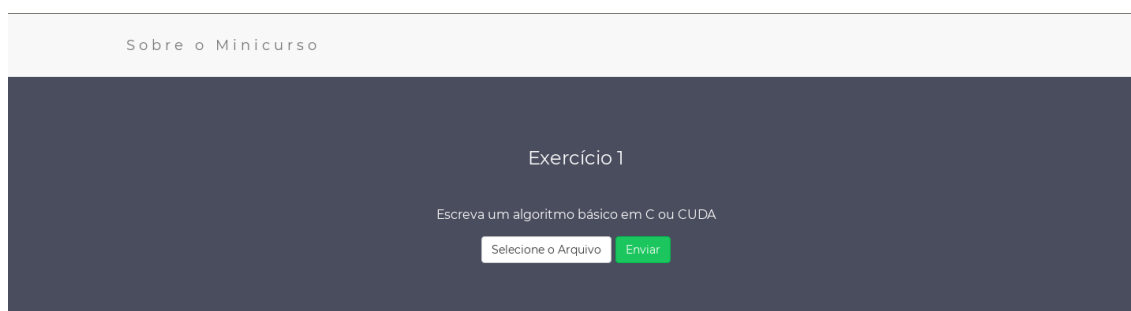 Sobre o Minicurso
Exercício 1
Escreva um algoritmo básico em C ou CUDA
Selecione o Arquivo Enviar